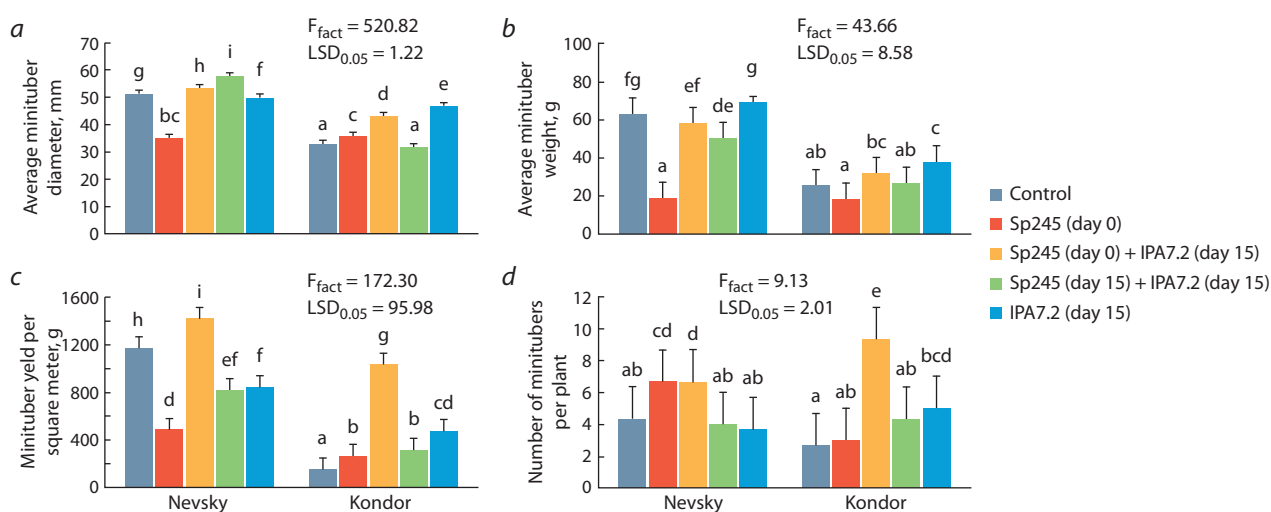 a
F_fact = 520.82
LSD_0.05 = 1.22
Average minituber
diameter, mm
70
60
50
40
30
20
10
0
g
bc
h
i
f
a
c
d
a
e
b
F_fact = 43.66
LSD_0.05 = 8.58
Average minituber
weight, g
100
80
60
40
20
0
fg
a
ef
de
g
ab
a
bc
ab
c
c
F_fact = 172.30
LSD_0.05 = 95.98
Minituber yeld per
square meter, g
1600
1200
800
400
0
h
d
i
ef
f
a
b
g
b
cd
Nevsky
Kondor
d
F_fact = 9.13
LSD_0.05 = 2.01
Number of minitubers
per plant
12
10
8
6
4
2
0
ab
cd
d
ab
ab
a
ab
e
ab
bcd
Nevsky
Kondor
Control
Sp245 (day 0)
Sp245 (day 0) + IPA7.2 (day 15)
Sp245 (day 15) + IPA7.2 (day 15)
IPA7.2 (day 15)